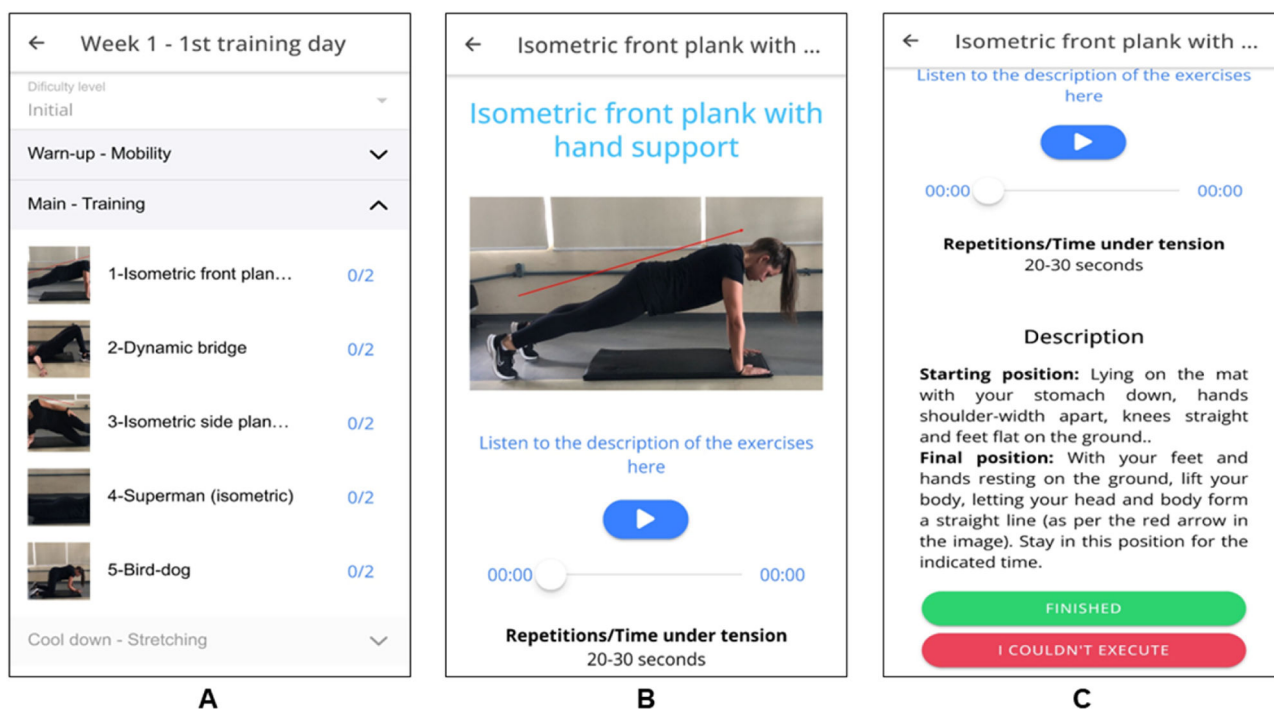 Week 1 - 1st training day
Dificulty level
Initial
Warn-up - Mobility
Main - Training
1-Isometric front plan... 0/2
2-Dynamic bridge 0/2
3-Isometric side plan... 0/2
4-Superman (isometric) 0/2
5-Bird-dog 0/2
Cool down - Stretching
A
Isometric front plank with ...
Isometric front plank with
hand support
Listen to the description of the exercises
here
00:00 00:00
Repetitions/Time under tension
20-30 seconds
B
Isometric front plank with ...
Listen to the description of the exercises
here
00:00 00:00
Repetitions/Time under tension
20-30 seconds
Description
Starting position: Lying on the mat
with your stomach down, hands
shoulder-width apart, knees straight
and feet flat on the ground..
Final position: With your feet and
hands resting on the ground, lift your
body, letting your head and body form
a straight line (as per the red arrow in
the image). Stay in this position for the
indicated time.
FINISHED
I COULDN'T EXECUTE
C